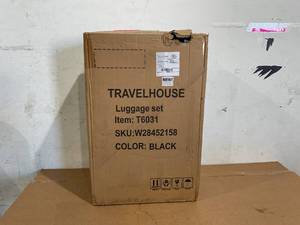 TRAVELHOUSE
Luggage set
Item: T6031
SKU:W28452158
COLOR: BLACK